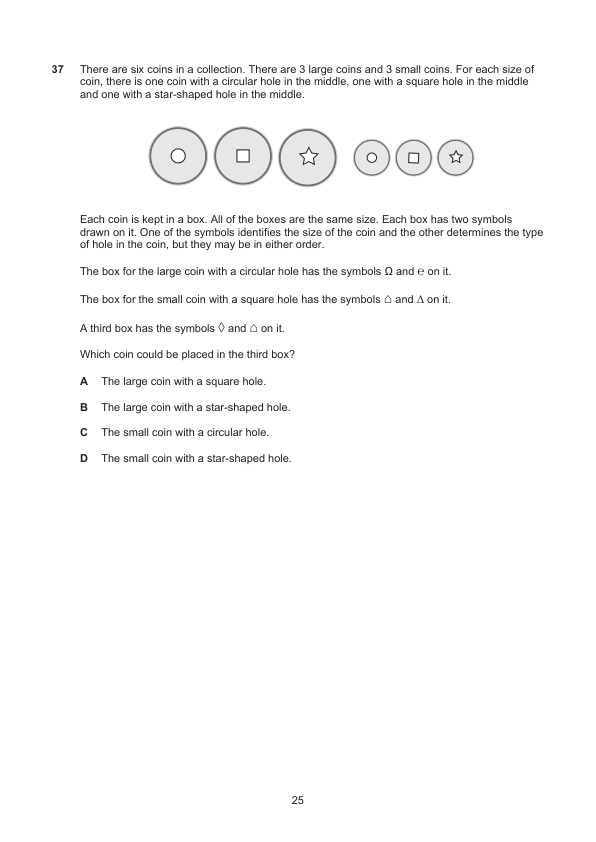 37 There are six coins in a collection. There are 3 large coins and 3 small coins. For each size of
coin, there is one coin with a circular hole in the middle, one with a square hole in the middle
and one with a star-shaped hole in the middle.
Each coin is kept in a box. All of the boxes are the same size. Each box has two symbols
drawn on it. One of the symbols identifies the size of the coin and the other determines the type
of hole in the coin, but they may be in either order.
The box for the large coin with a circular hole has the symbols Ω and ℮ on it.
The box for the small coin with a square hole has the symbols ⌂ and ∆ on it.
A third box has the symbols ◊ and ⌂ on it.
Which coin could be placed in the third box?
A The large coin with a square hole.
B The large coin with a star-shaped hole.
C The small coin with a circular hole.
D The small coin with a star-shaped hole.
25